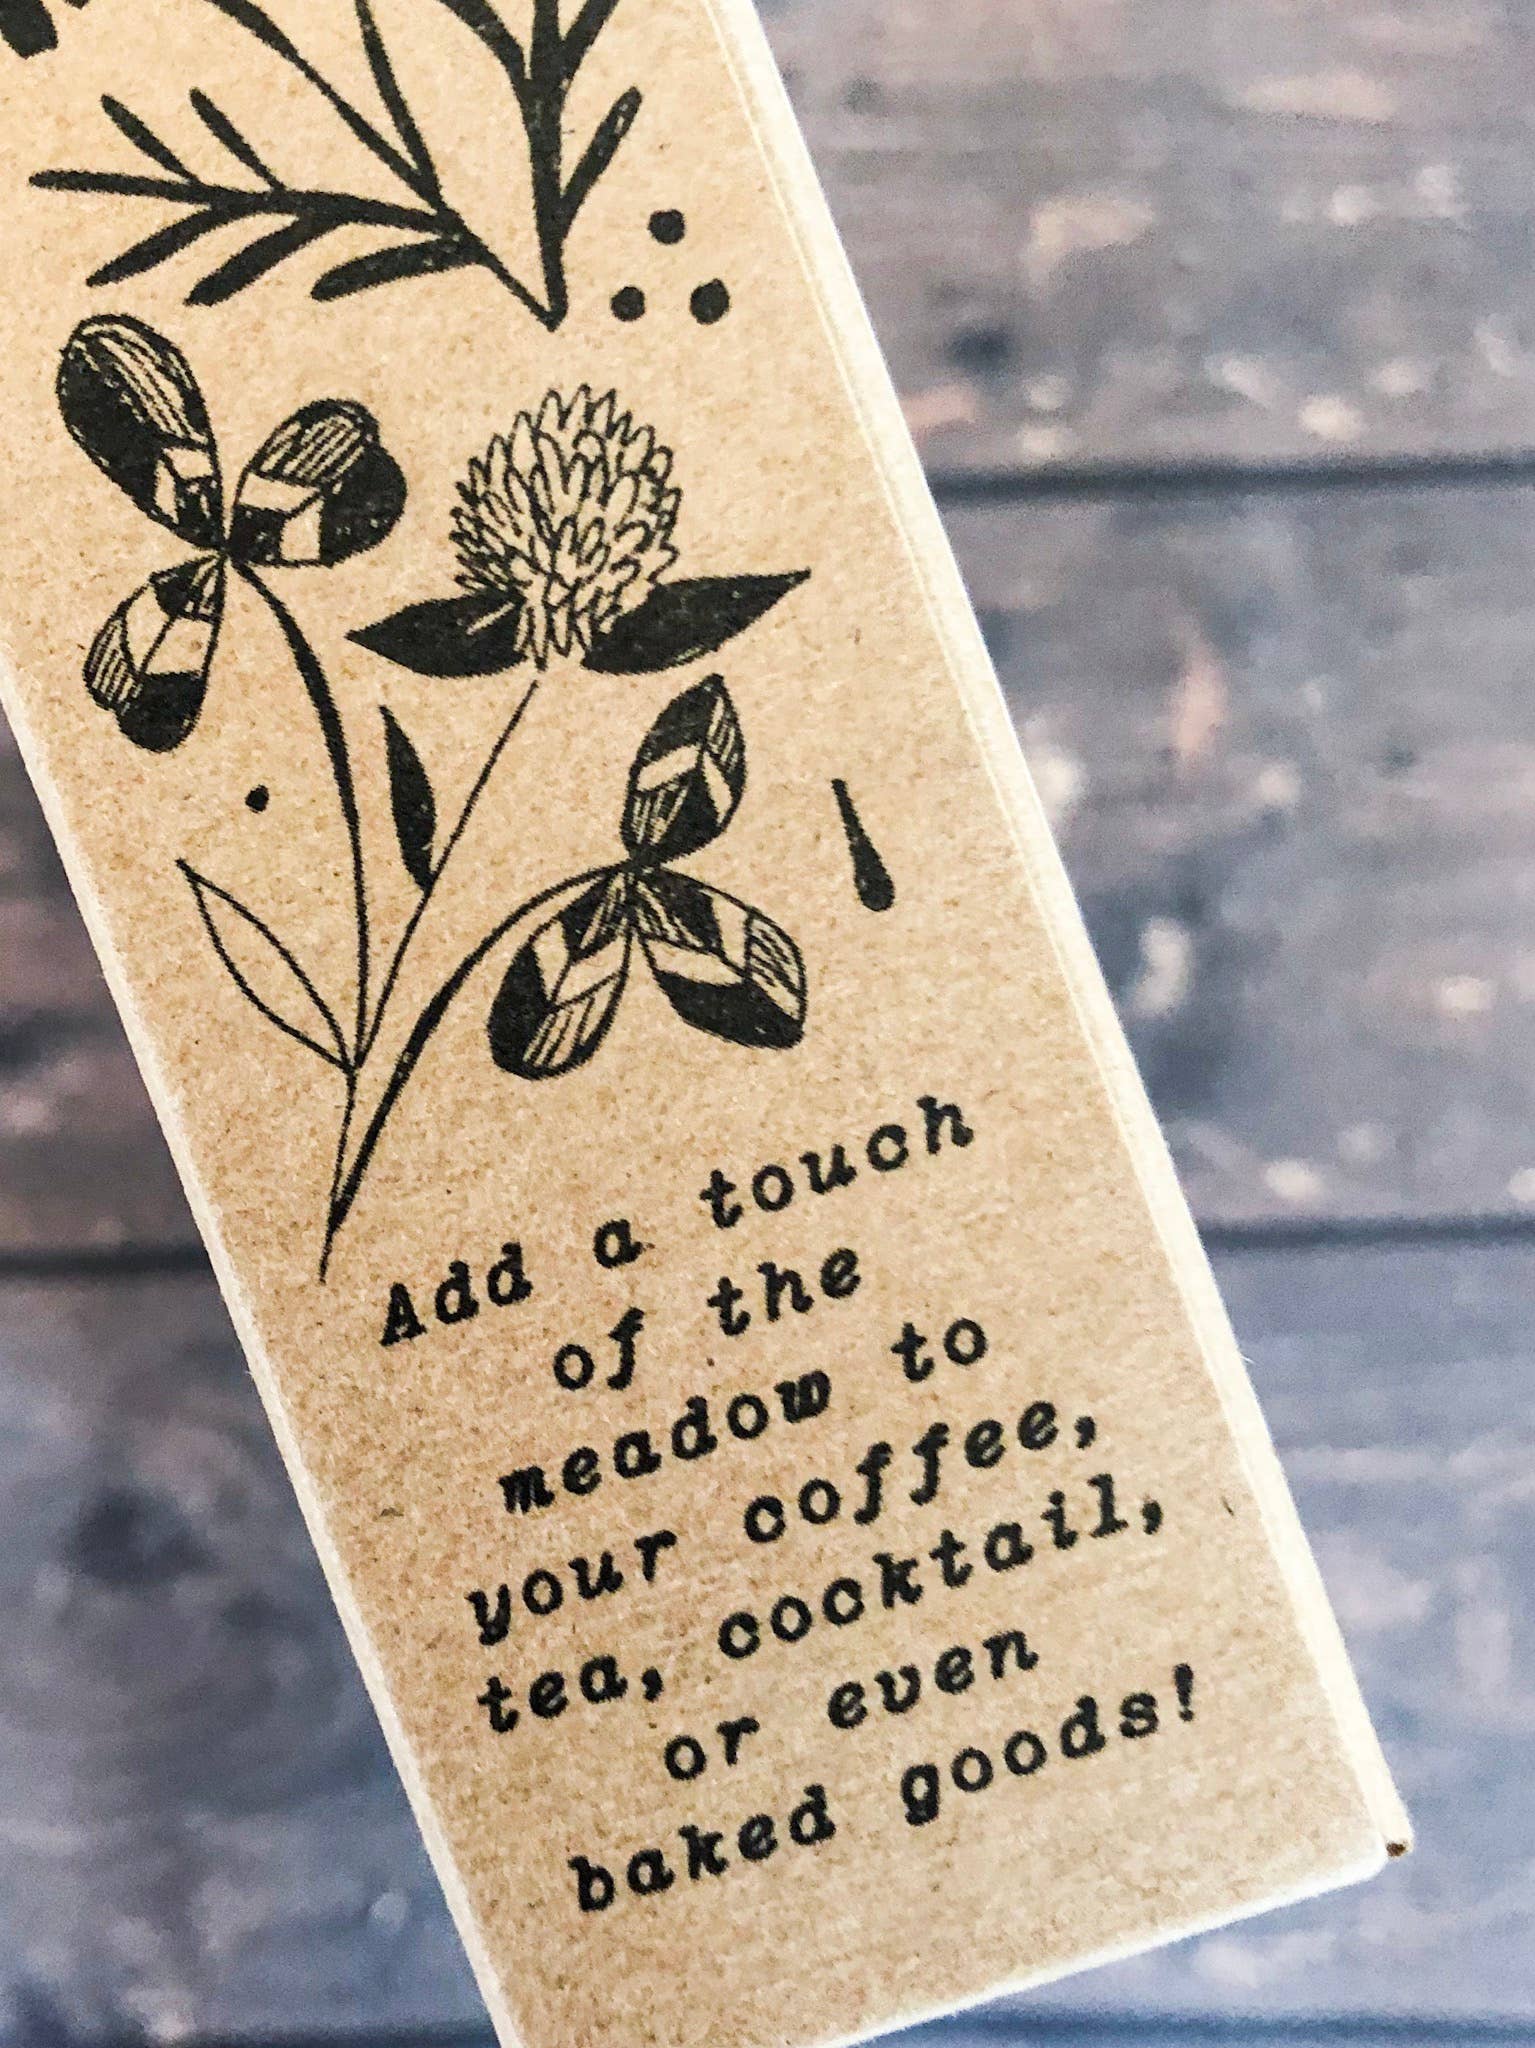 Add a touch
of the
meadow to
your coffee,
tea, cocktail,
or even
baked goods!